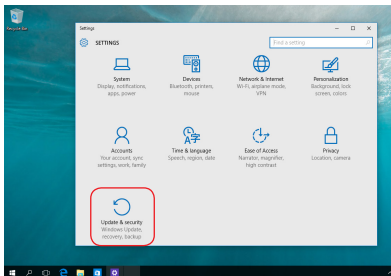 Recycle Bin
Settings
SETTINGS
Find a setting
System
Display, notifications,
apps, power
Devices
Bluetooth, printers,
mouse
Network & Internet
Wi-Fi, airplane mode,
VPN
Personalization
Background, lock
screen, colors
Accounts
Your account, sync
settings, work, family
Time & language
Speech, region, date
Ease of Access
Narrator, magnifier,
high contrast
Privacy
Location, camera
Update & security
Windows Update,
recovery, backup